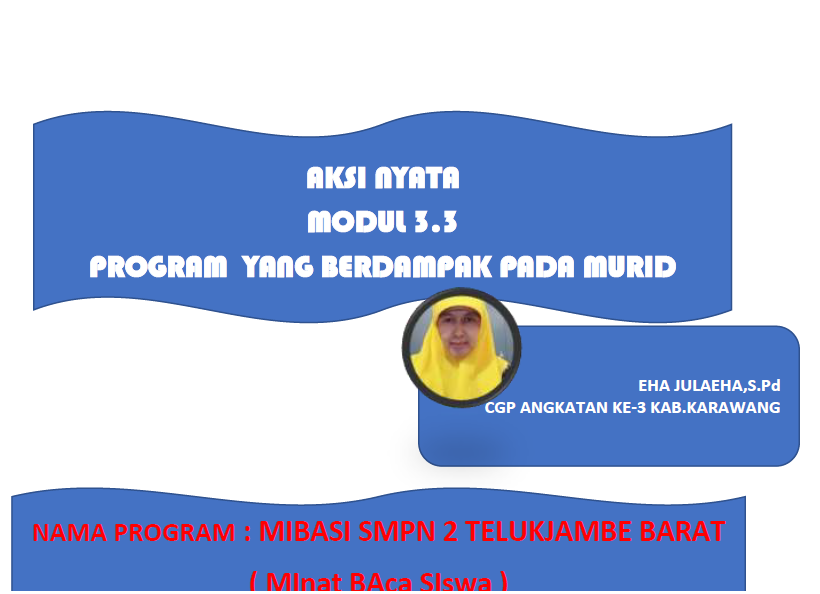 AKSI NYATA
MODUL 3.3
PROGRAM YANG BERDAMPAK PADA MURID
EHA JULAEHA,S.Pd
CGP ANGKATAN KE-3 KAB.KARAWANG
NAMA PROGRAM : MIBASI SMPN 2 TELUKJAMBE BARAT
( MInat BAca SIswa )